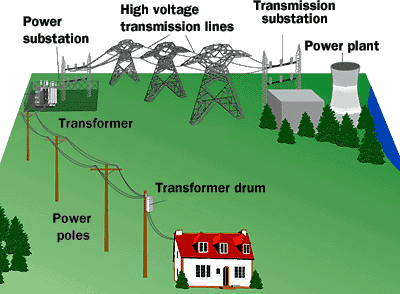 Power
substation
High voltage
transmission lines
Transmission
substation
Power plant
Transformer
Transformer drum
Power
poles